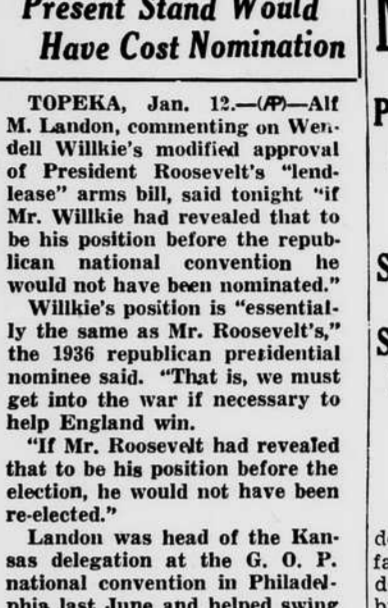 Present Stand Would
Have Cost Nomination
TOPEKA, Jan. 12.—(AP)—Alf
M. Landon, commenting on Wen-
dell Willkie's modified approval
of President Roosevelt's "lend-
lease" arms bill, said tonight "if
Mr. Willkie had revealed that to
be his position before the repub-
lican national convention he
would not have been nominated."
Willkie's position is "essential-
ly the same as Mr. Roosevelt's,"
the 1936 republican presidential
nominee said. "That is, we must
get into the war if necessary to
help England win.
"If Mr. Roosevelt had revealed
that to be his position before the
election, he would not have been
re-elected."
Landon was head of the Kan-
sas delegation at the G. O. P.
national convention in Philadel-
phia last June and helped swing